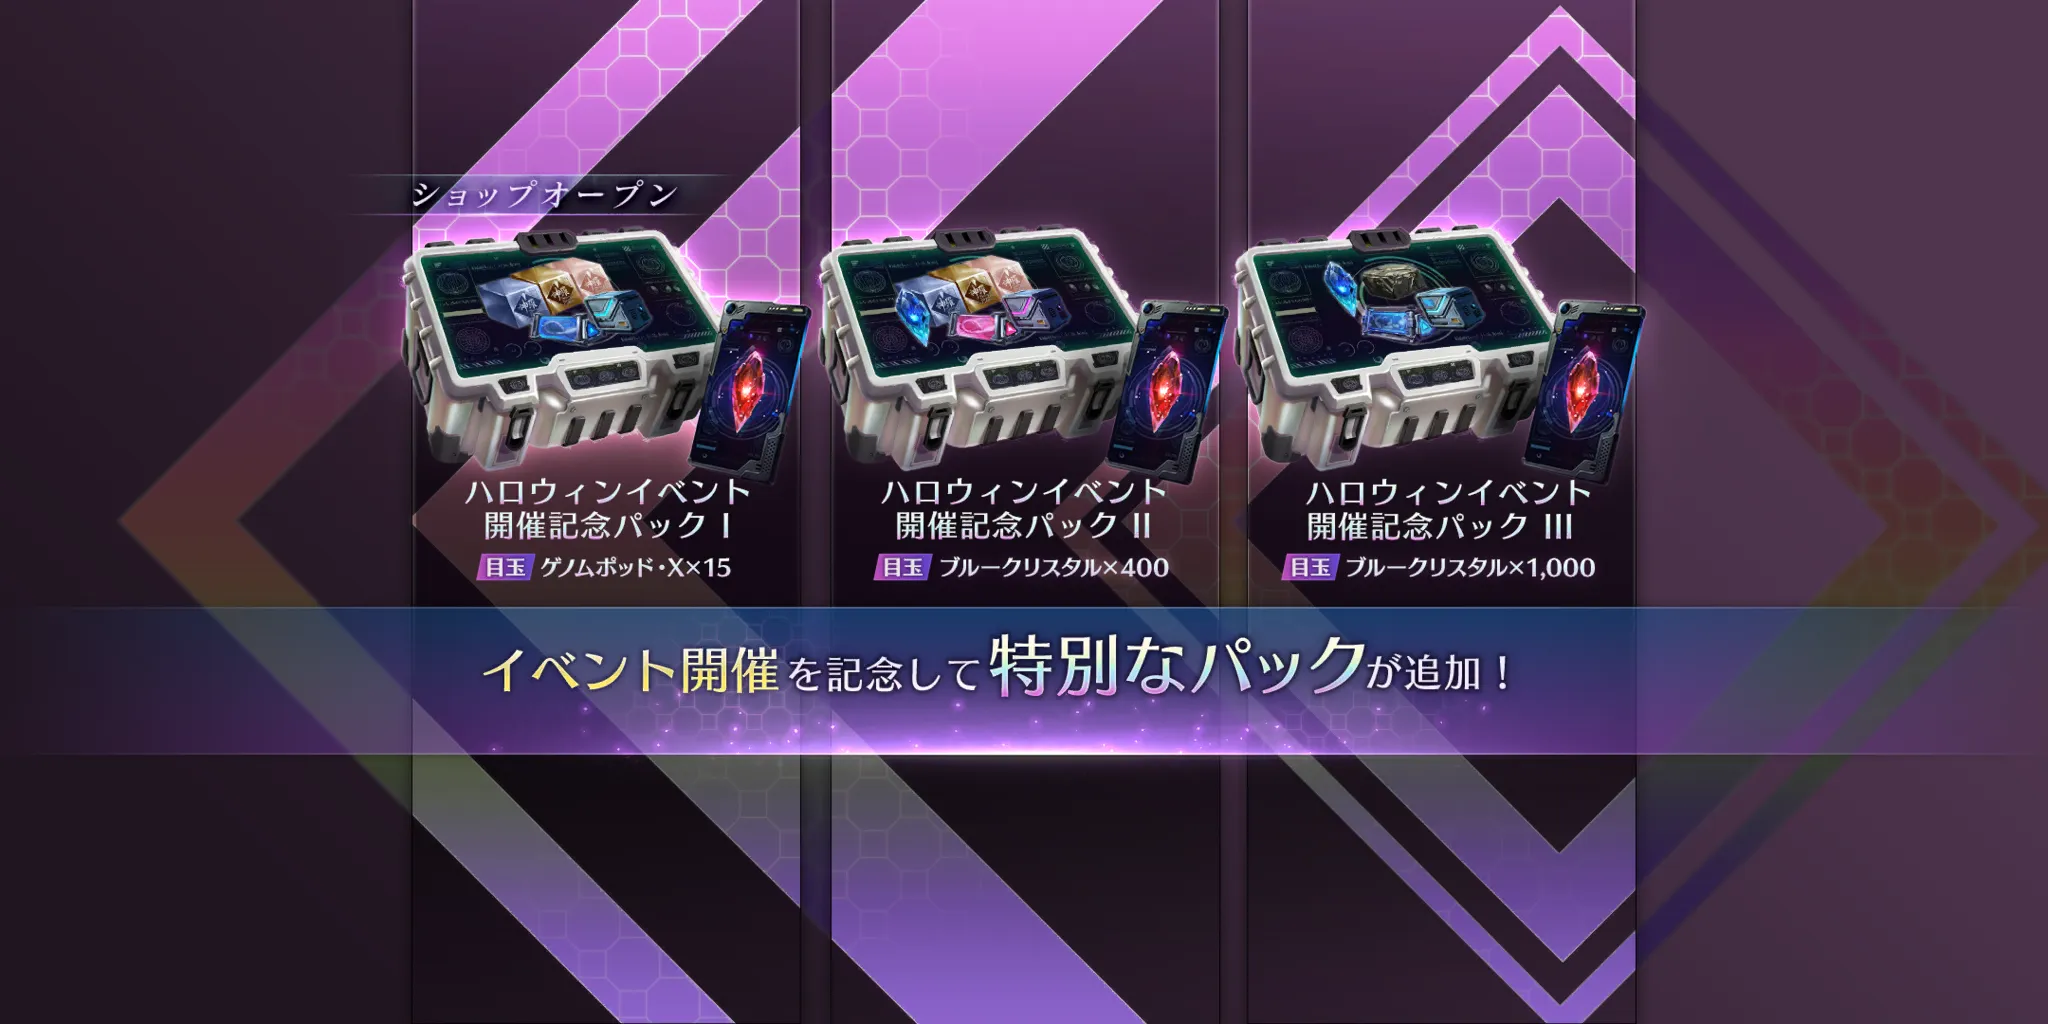 ショップオープン
ハロウィンイベント
開催記念パック I
目玉 ゲノムポッド・X×15
ハロウィンイベント
開催記念パック II
目玉 ブルークリスタル×400
ハロウィンイベント
開催記念パック III
目玉 ブルークリスタル×1,000
イベント開催を記念して特別なパックが追加！